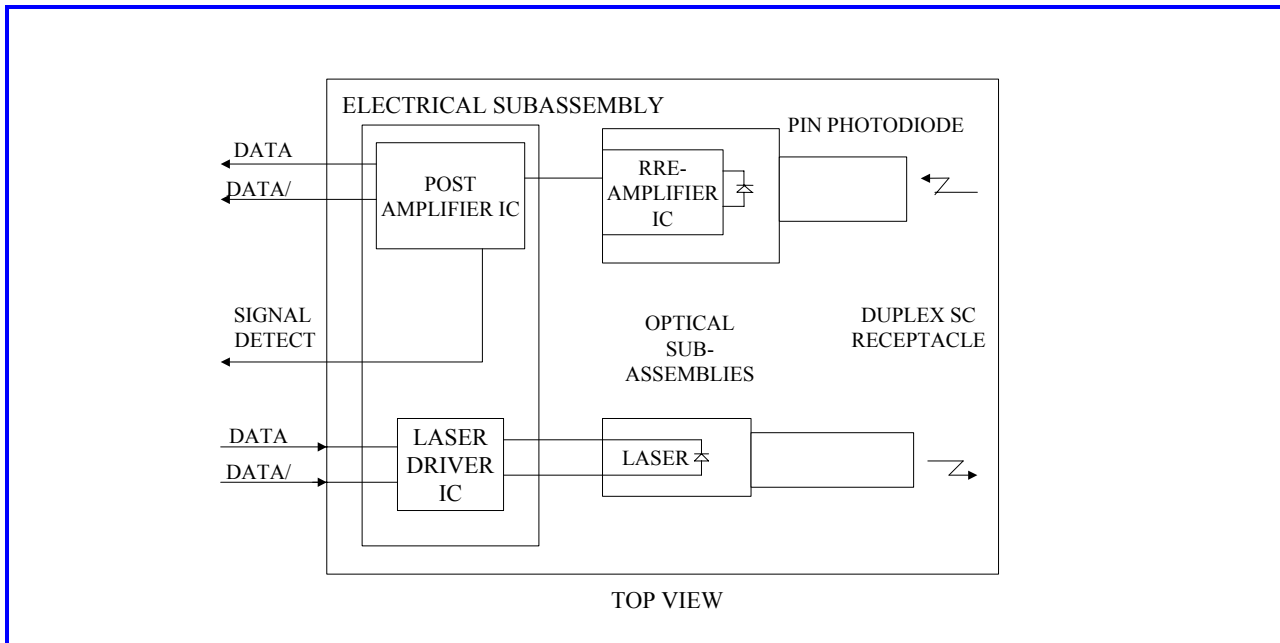 ELECTRICAL SUBASSEMBLY
PIN PHOTODIODE
DATA
DATA/
POST
AMPLIFIER IC
RRE-
AMPLIFIER
IC
SIGNAL
DETECT
OPTICAL
SUB-
ASSEMBLIES
DUPLEX SC
RECEPTACLE
DATA
DATA/
LASER
DRIVER
IC
LASER
TOP VIEW